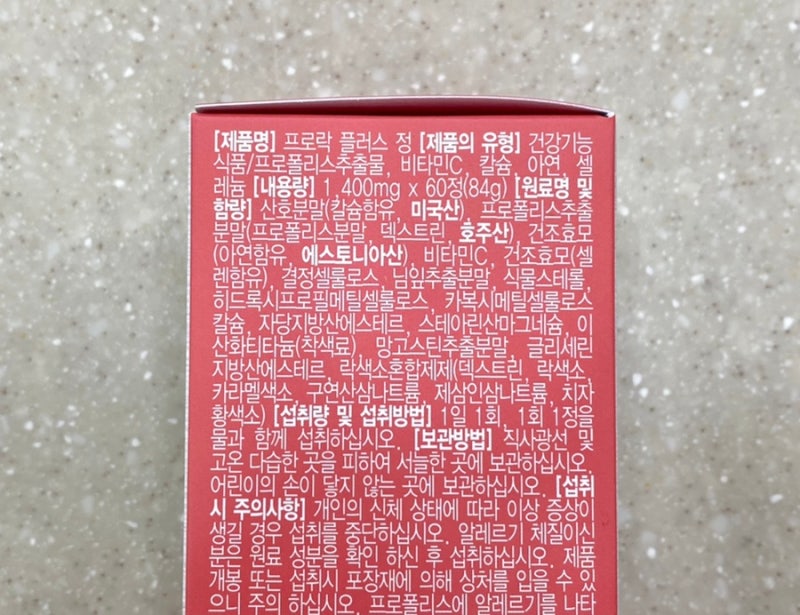 [제품명] 프로락 플러스 정 [제품의 유형] 건강기능
식품/프로폴리스추출물, 비타민C, 칼슘, 아연, 셀
레늄 [내용량] 1,400mg x 60정(84g) [원료명 및
함량] 산호분말(칼슘함유, 미국산), 프로폴리스추출
분말(프로폴리스분말, 덱스트린, 호주산), 건조효모
(아연함유, 에스토니아산), 비타민C, 건조효모(셀
렌함유), 결정셀룰로스, 님잎추출분말, 식물스테롤,
히드록시프로필메틸셀룰로스, 카복시메틸셀룰로스
칼슘, 자당지방산에스테르, 스테아린산마그네슘, 이
산화티타늄(착색료), 망고스틴추출분말, 글리세린
지방산에스테르, 락색소혼합제제(덱스트린, 락색소,
카라멜색소, 구연산삼나트륨, 제삼인삼나트륨, 치자
황색소) [섭취량 및 섭취방법] 1일 1회, 1회 1정을
물과 함께 섭취하십시오. [보관방법] 직사광선 및
고온 다습한 곳을 피하여 서늘한 곳에 보관하십시오.
어린이의 손이 닿지 않는 곳에 보관하십시오. [섭취
시 주의사항] 개인의 신체 상태에 따라 이상 증상이
생길 경우 섭취를 중단하십시오. 알레르기 체질이신
분은 원료 성분을 확인 하신 후 섭취하십시오. 제품
개봉 또는 섭취시 포장재에 의해 상처를 입을 수 있
으니 주의 하십시오. 프로폴리스에 알레르기를 나타